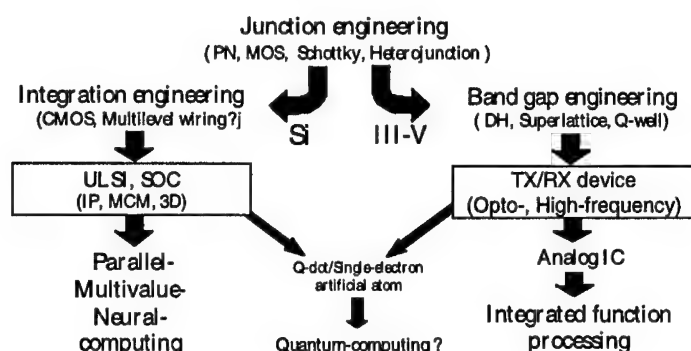 Junction engineering
(PN, MOS, Schottky, Heterojunction)
Integration engineering
(CMOS, Multilevel wiring?j
Si
III-V
Band gap engineering
(DH, Superlattice, Q-well)
ULSI, SOC
(IP, MCM, 3D)
TX/RX device
(Opto-, High-frequency)
Parallel-
Multivalue-
Neural-
computing
Q-dot/Single-electron
artificial atom
Quantum-computing?
Analog IC
Integrated function
processing